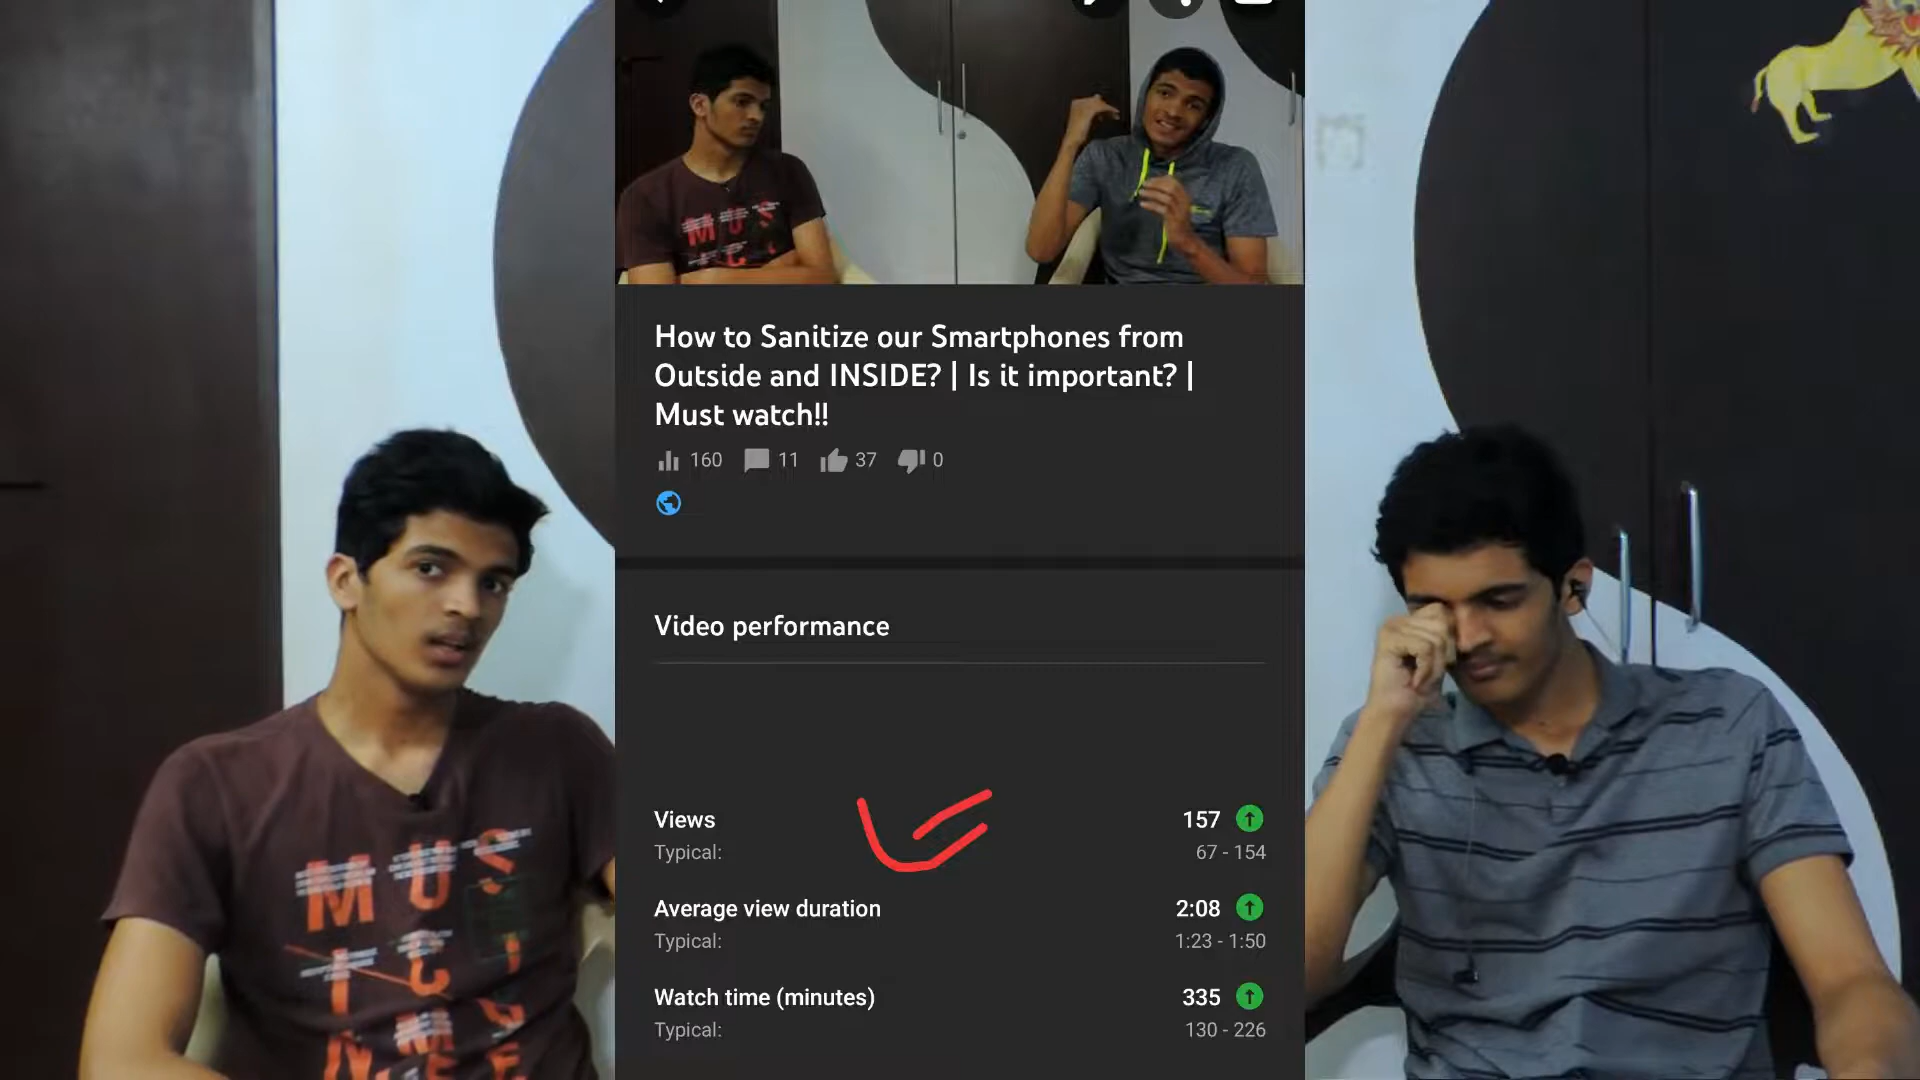 How to Sanitize our Smartphones from
Outside and INSIDE? | Is it important? |
Must watch!!
160 11 37 0
Video performance
Views 157
Typical: 67 - 154
Average view duration 2:08
Typical: 1:23 - 1:50
Watch time (minutes) 335
Typical: 130 - 226